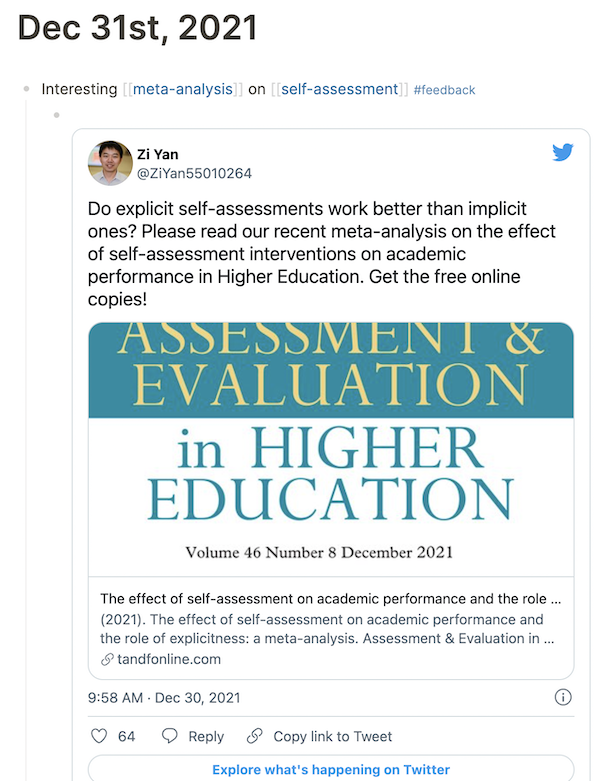 Dec 31st, 2021
Interesting [[meta-analysis]] on [[self-assessment]] #feedback
Zi Yan
@ZiYan55010264
Do explicit self-assessments work better than implicit
ones? Please read our recent meta-analysis on the effect
of self-assessment interventions on academic
performance in Higher Education. Get the free online
copies!
ASSESSMENT &
EVALUATION
in HIGHER
EDUCATION
Volume 46 Number 8 December 2021
The effect of self-assessment on academic performance and the role ...
(2021). The effect of self-assessment on academic performance and
the role of explicitness: a meta-analysis. Assessment & Evaluation in ...
tandfonline.com
9:58 AM · Dec 30, 2021
64 Reply Copy link to Tweet
Explore what's happening on Twitter